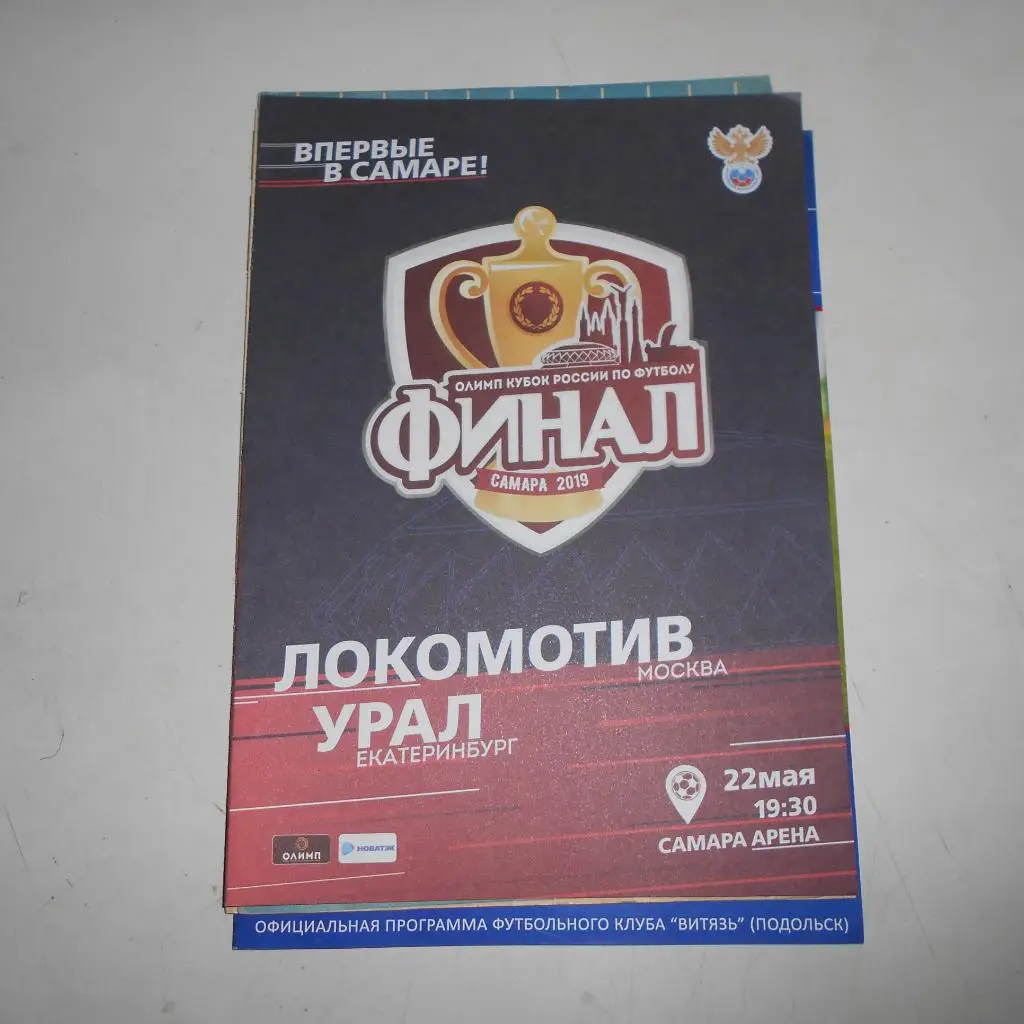 ВПЕРВЫЕ
В САМАРЕ!
ОЛИМП КУБОК РОССИИ ПО ФУТБОЛУ
ФИНАЛ
САМАРА 2019
ЛОКОМОТИВ
МОСКВА
УРАЛ
ЕКАТЕРИНБУРГ
22мая
19:30
САМАРА АРЕНА
ОЛИМП
НОВАТЭК
ОФИЦИАЛЬНАЯ ПРОГРАММА ФУТБОЛЬНОГО КЛУБА "ВИТЯЗЬ" (ПОДОЛЬСК)